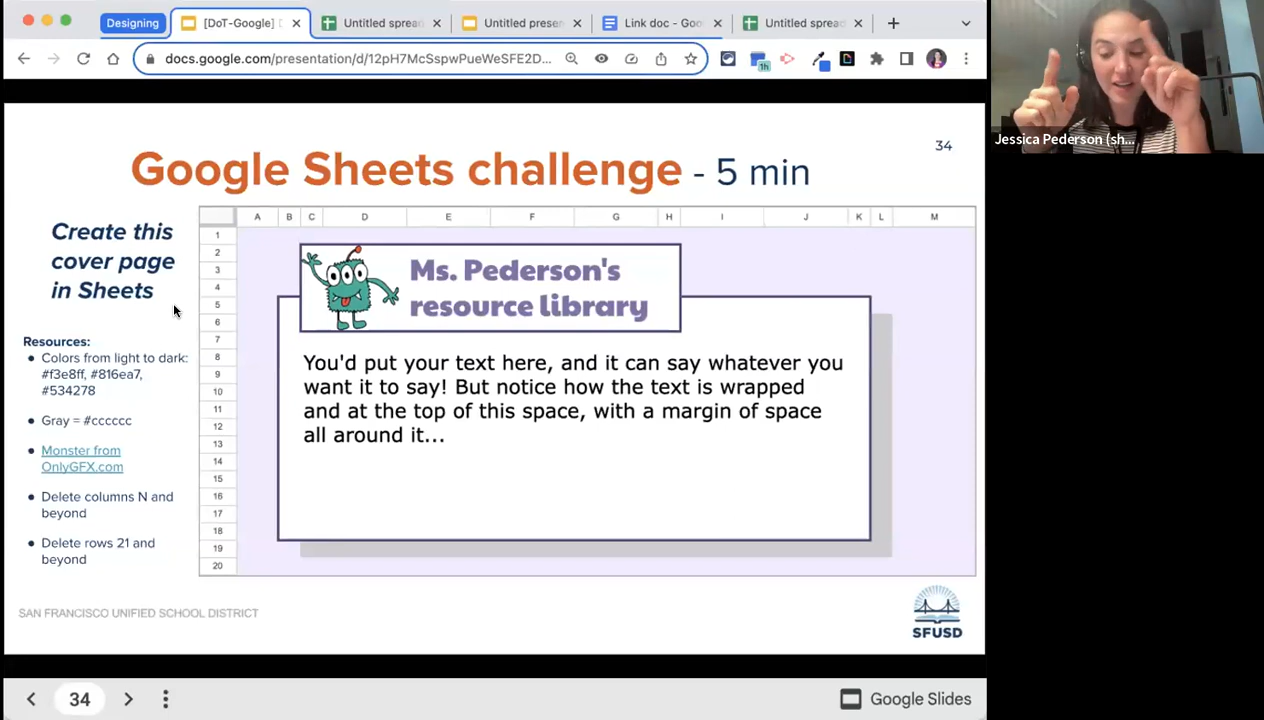 Designing
[DoT-Google] D
Untitled sprea
Untitled prese
Link doc - Goo
Untitled spread
docs.google.com/presentation/d/12pH7McSspwPueWeSFE2D...
1h
Jessica Pederson (sh...
34
Google Sheets challenge - 5 min
Create this
cover page
in Sheets
Resources:
Colors from light to dark:
#f3e8ff, #816ea7,
#534278
Gray = #cccccc
Monster from
OnlyGFX.com
Delete columns N and
beyond
Delete rows 21 and
beyond
A B C D E F G H I J K L M
1
2
3
4
5
6
7
8
9
10
11
12
13
14
15
16
17
18
19
20
Ms. Pederson's
resource library
You'd put your text here, and it can say whatever you
want it to say! But notice how the text is wrapped
and at the top of this space, with a margin of space
all around it...
SAN FRANCISCO UNIFIED SCHOOL DISTRICT
SFUSD
34
Google Slides